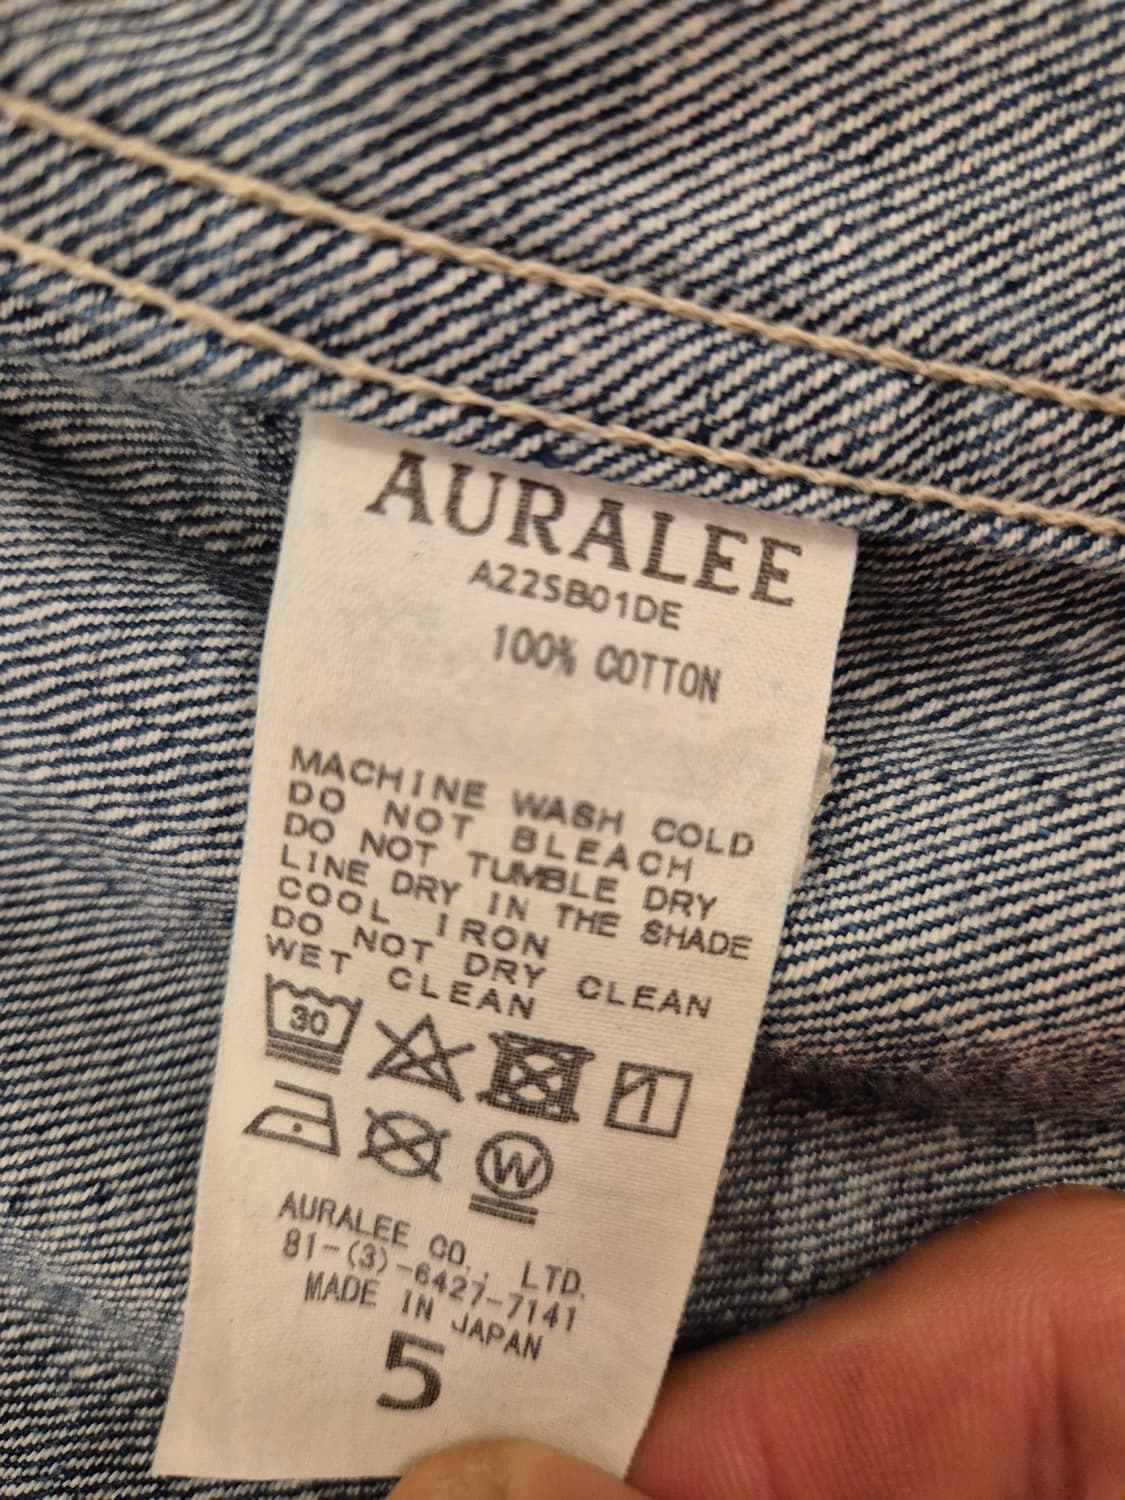 AURALEE
A22SB01DE
100% COTTON
MACHINE WASH COLD
DO NOT BLEACH
DO NOT TUMBLE DRY
LINE DRY IN THE SHADE
COOL IRON
DO NOT DRY CLEAN
WET CLEAN
30
W
AURALEE CO., LTD.
81-(3)-6427-7141
MADE IN JAPAN
5